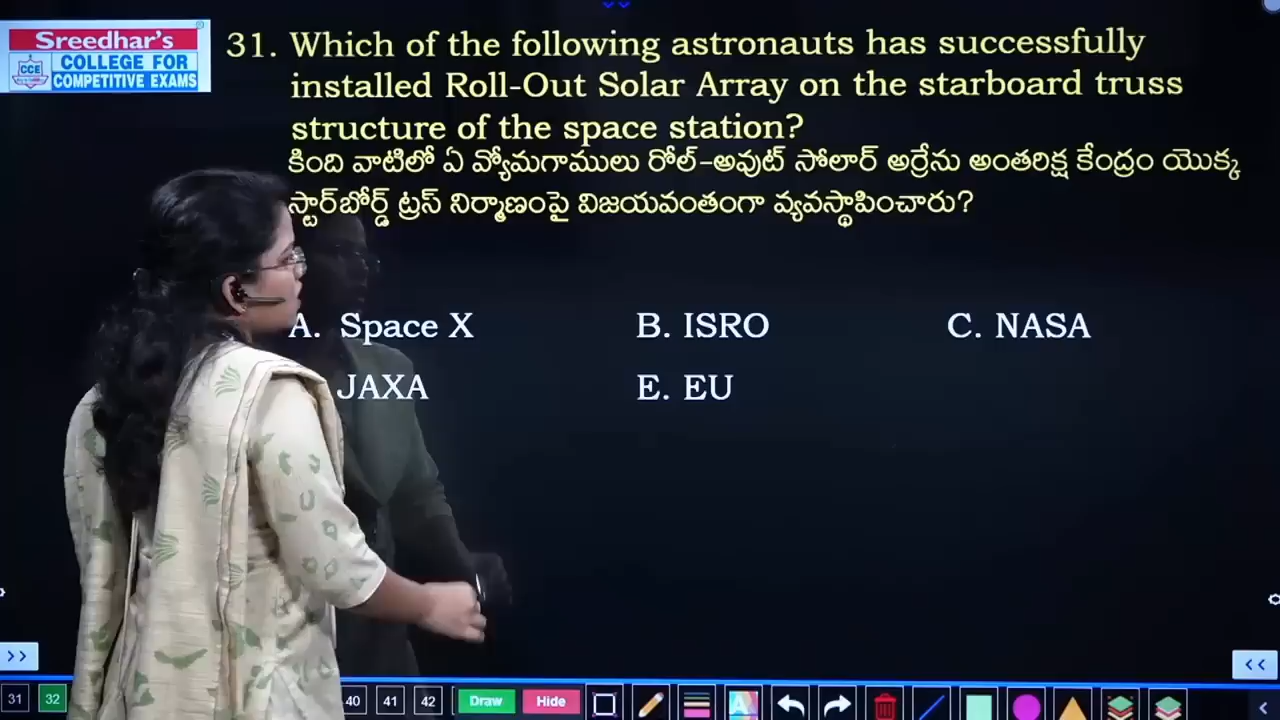 Sreedhar's
CCE
COLLEGE FOR
COMPETITIVE EXAMS
31. Which of the following astronauts has successfully
installed Roll-Out Solar Array on the starboard truss
structure of the space station?
కింది వాటిలో ఏ వ్యోమగాములు రోల్-అవుట్ సోలార్ అర్రేను అంతరిక్ష కేంద్రం యొక్క
స్టార్‌బోర్డ్ ట్రస్ నిర్మాణంపై విజయవంతంగా వ్యవస్థాపించారు?
A. Space X
B. ISRO
C. NASA
JAXA
E. EU
>>
<<
31 32 40 41 42 Draw Hide